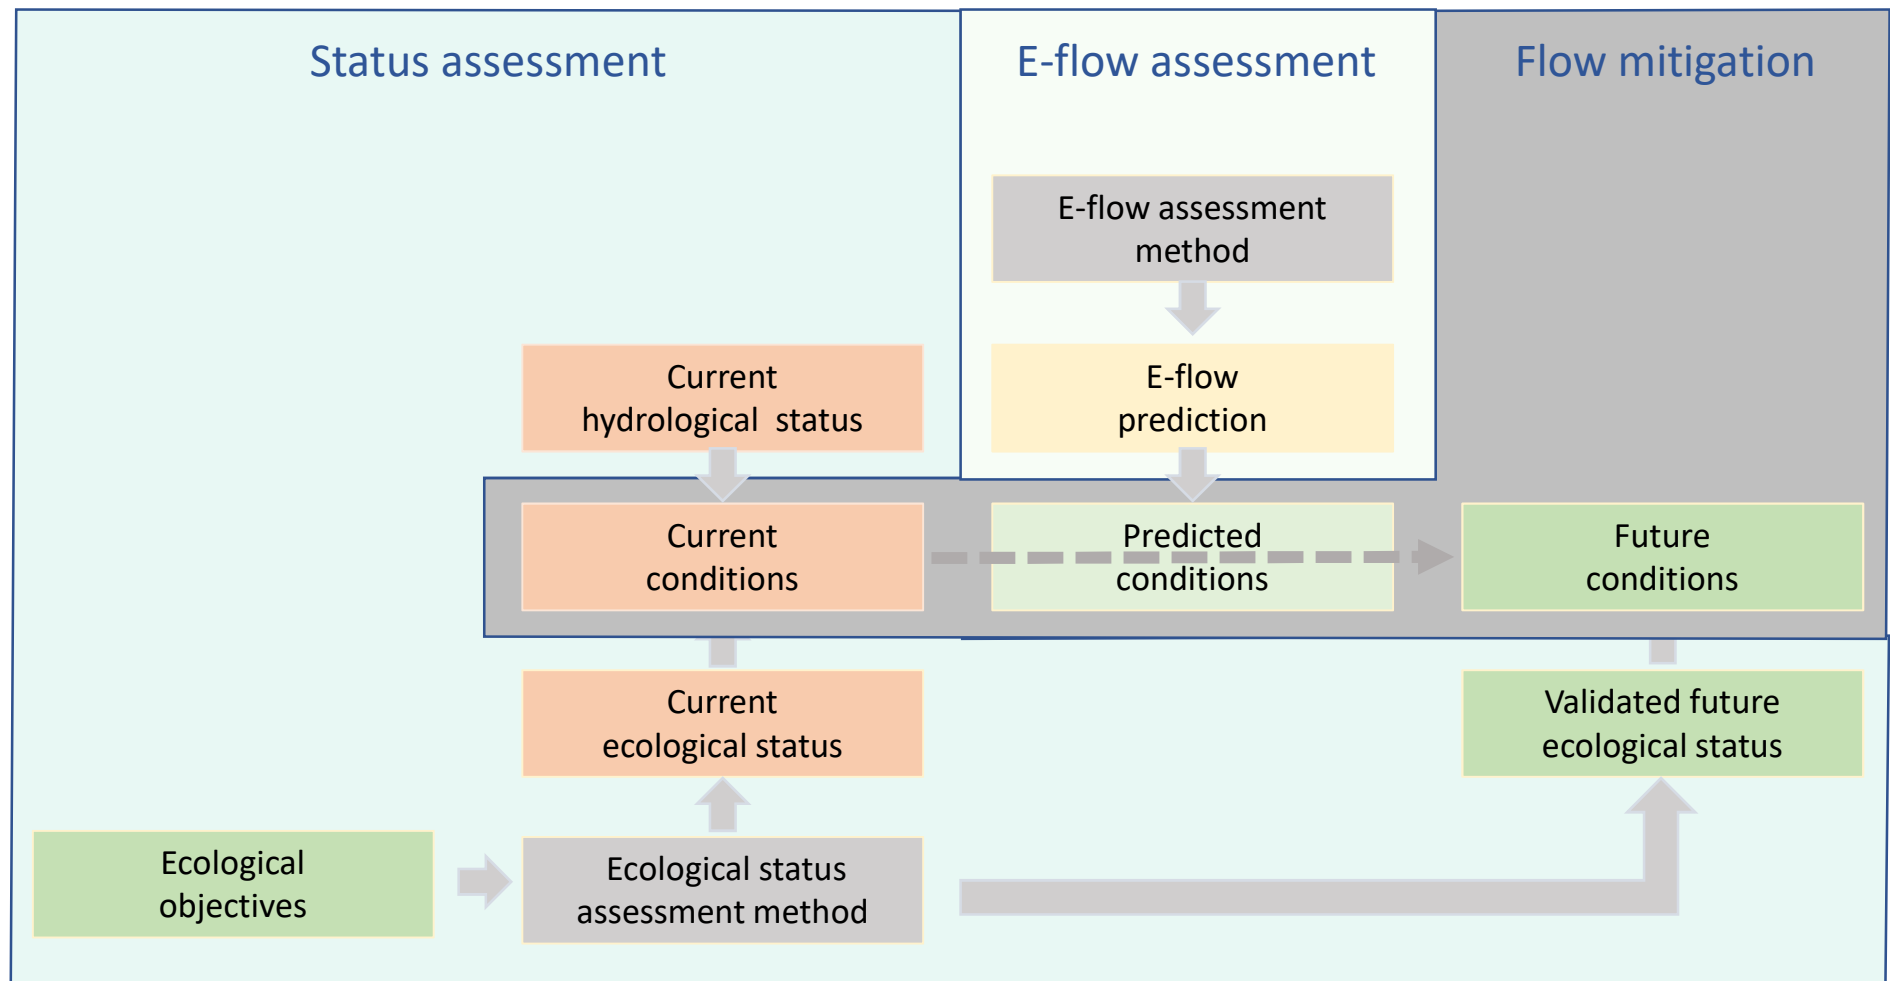 Status assessment
E-flow assessment
Flow mitigation
E-flow assessment
method
Current
hydrological  status
E-flow
prediction
Current
conditions
Predicted
conditions
Future
conditions
Current
ecological status
Validated future
ecological status
Ecological
objectives
Ecological status
assessment method